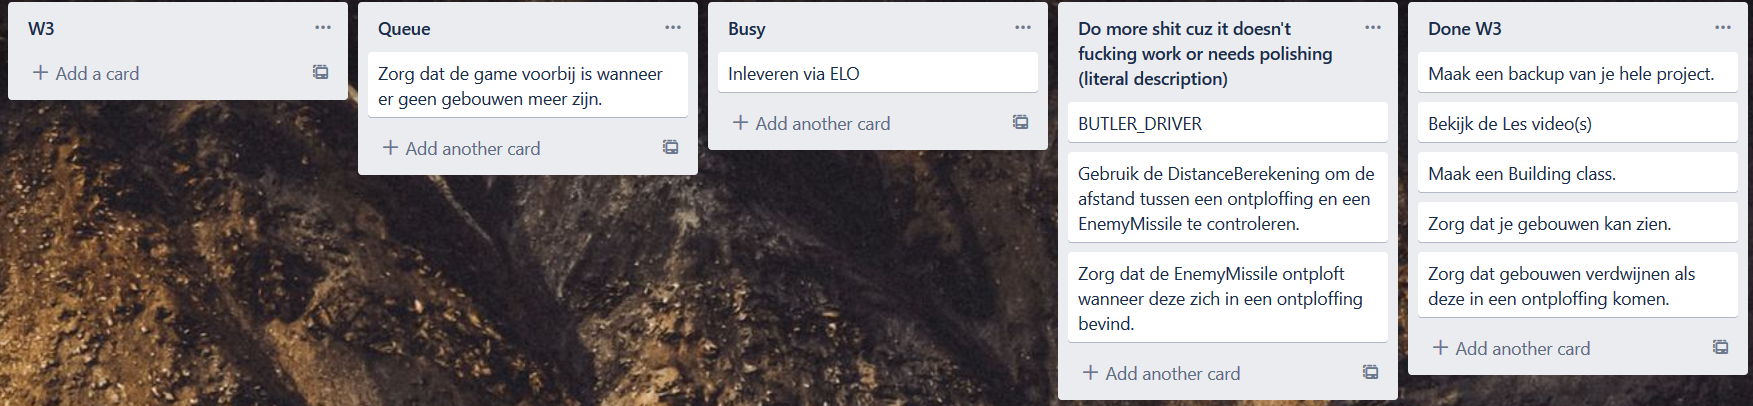 W3
Add a card
Queue
Zorg dat de game voorbij is wanneer
er geen gebouwen meer zijn.
Add another card
Busy
Inleveren via ELO
Add another card
Do more shit cuz it doesn't
fucking work or needs polishing
(literal description)
BUTLER_DRIVER
Gebruik de DistanceBerekening om de
afstand tussen een ontploffing en een
EnemyMissile te controleren.
Zorg dat de EnemyMissile ontploft
wanneer deze zich in een ontploffing
bevind.
Add another card
Done W3
Maak een backup van je hele project.
Bekijk de Les video(s)
Maak een Building class.
Zorg dat je gebouwen kan zien.
Zorg dat gebouwen verdwijnen als
deze in een ontploffing komen.
Add another card